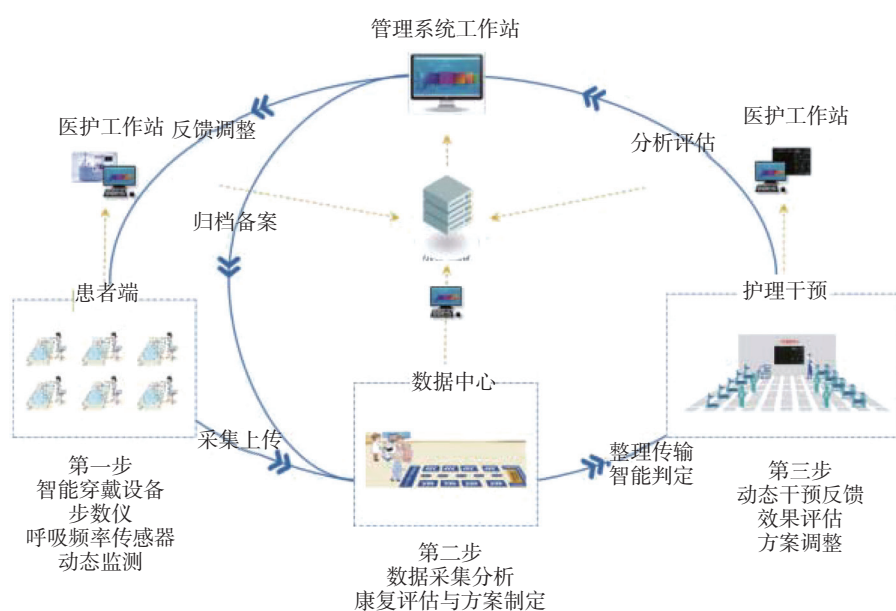 管理系统工作站
医护工作站
反馈调整
分析评估
医护工作站
归档备案
患者端
护理干预
数据中心
采集上传
整理传输
智能判定
第一步
智能穿戴设备
步数仪
呼吸频率传感器
动态监测
第二步
数据采集分析
康复评估与方案制定
第三步
动态干预反馈
效果评估
方案调整